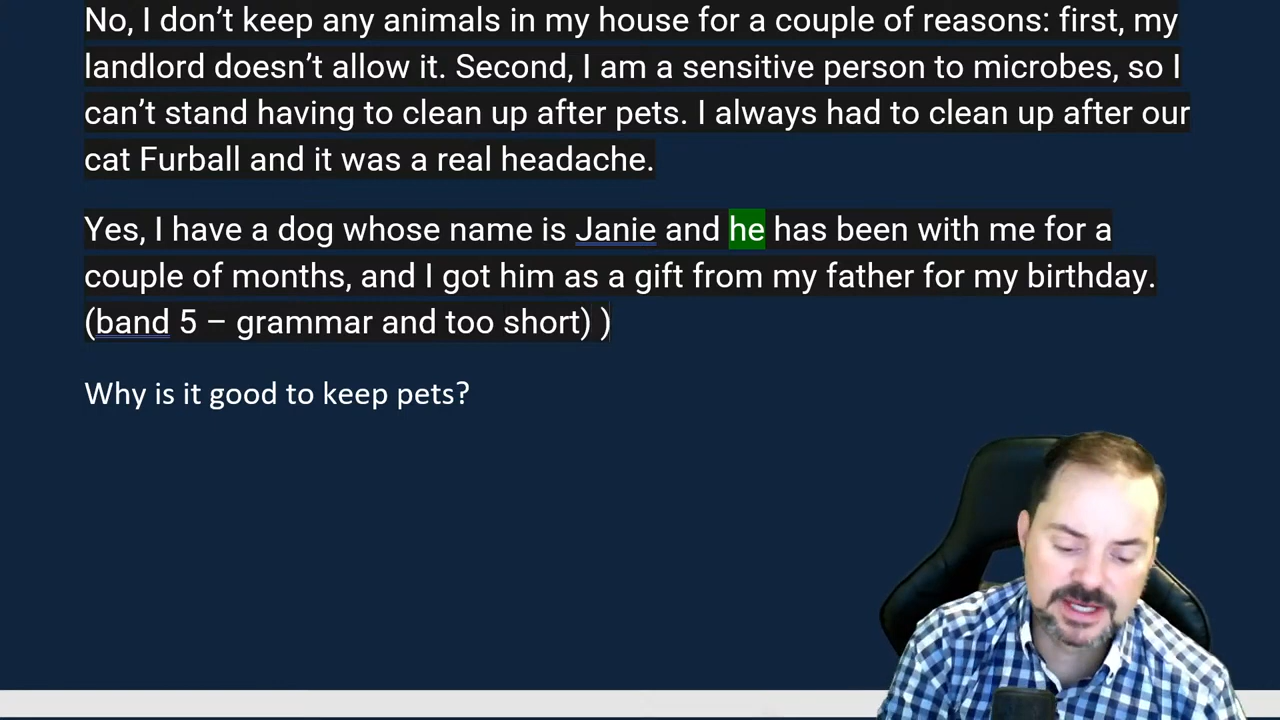 No, I don’t keep any animals in my house for a couple of reasons: first, my
landlord doesn’t allow it. Second, I am a sensitive person to microbes, so I
can’t stand having to clean up after pets. I always had to clean up after our
cat Furball and it was a real headache.
Yes, I have a dog whose name is Janie and he has been with me for a
couple of months, and I got him as a gift from my father for my birthday.
(band 5 – grammar and too short) )
Why is it good to keep pets?